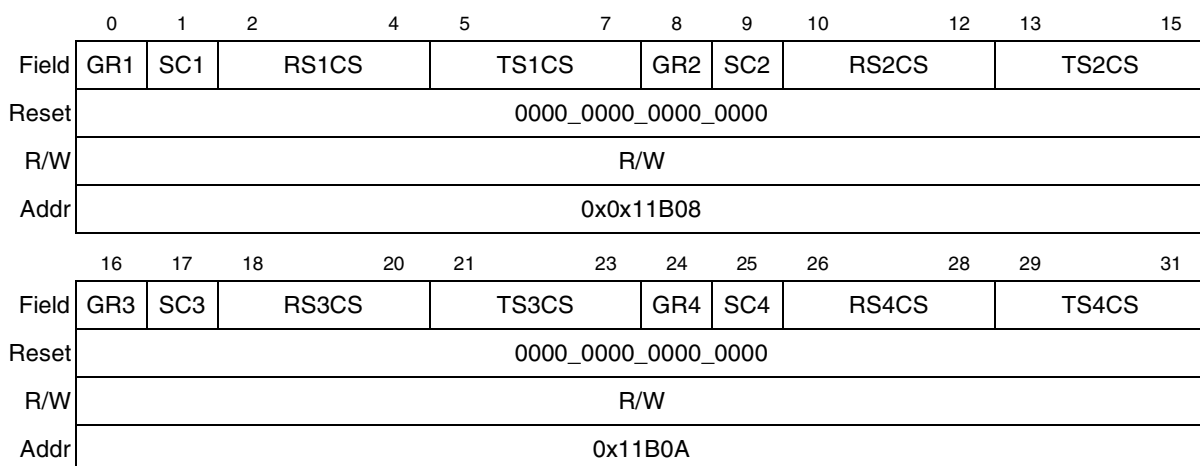 0 1 2 4 5 7 8 9 10 12 13 15
Field GR1 SC1 RS1CS TS1CS GR2 SC2 RS2CS TS2CS
Reset 0000_0000_0000_0000
R/W R/W
Addr 0x0x11B08
16 17 18 20 21 23 24 25 26 28 29 31
Field GR3 SC3 RS3CS TS3CS GR4 SC4 RS4CS TS4CS
Reset 0000_0000_0000_0000
R/W R/W
Addr 0x11B0A